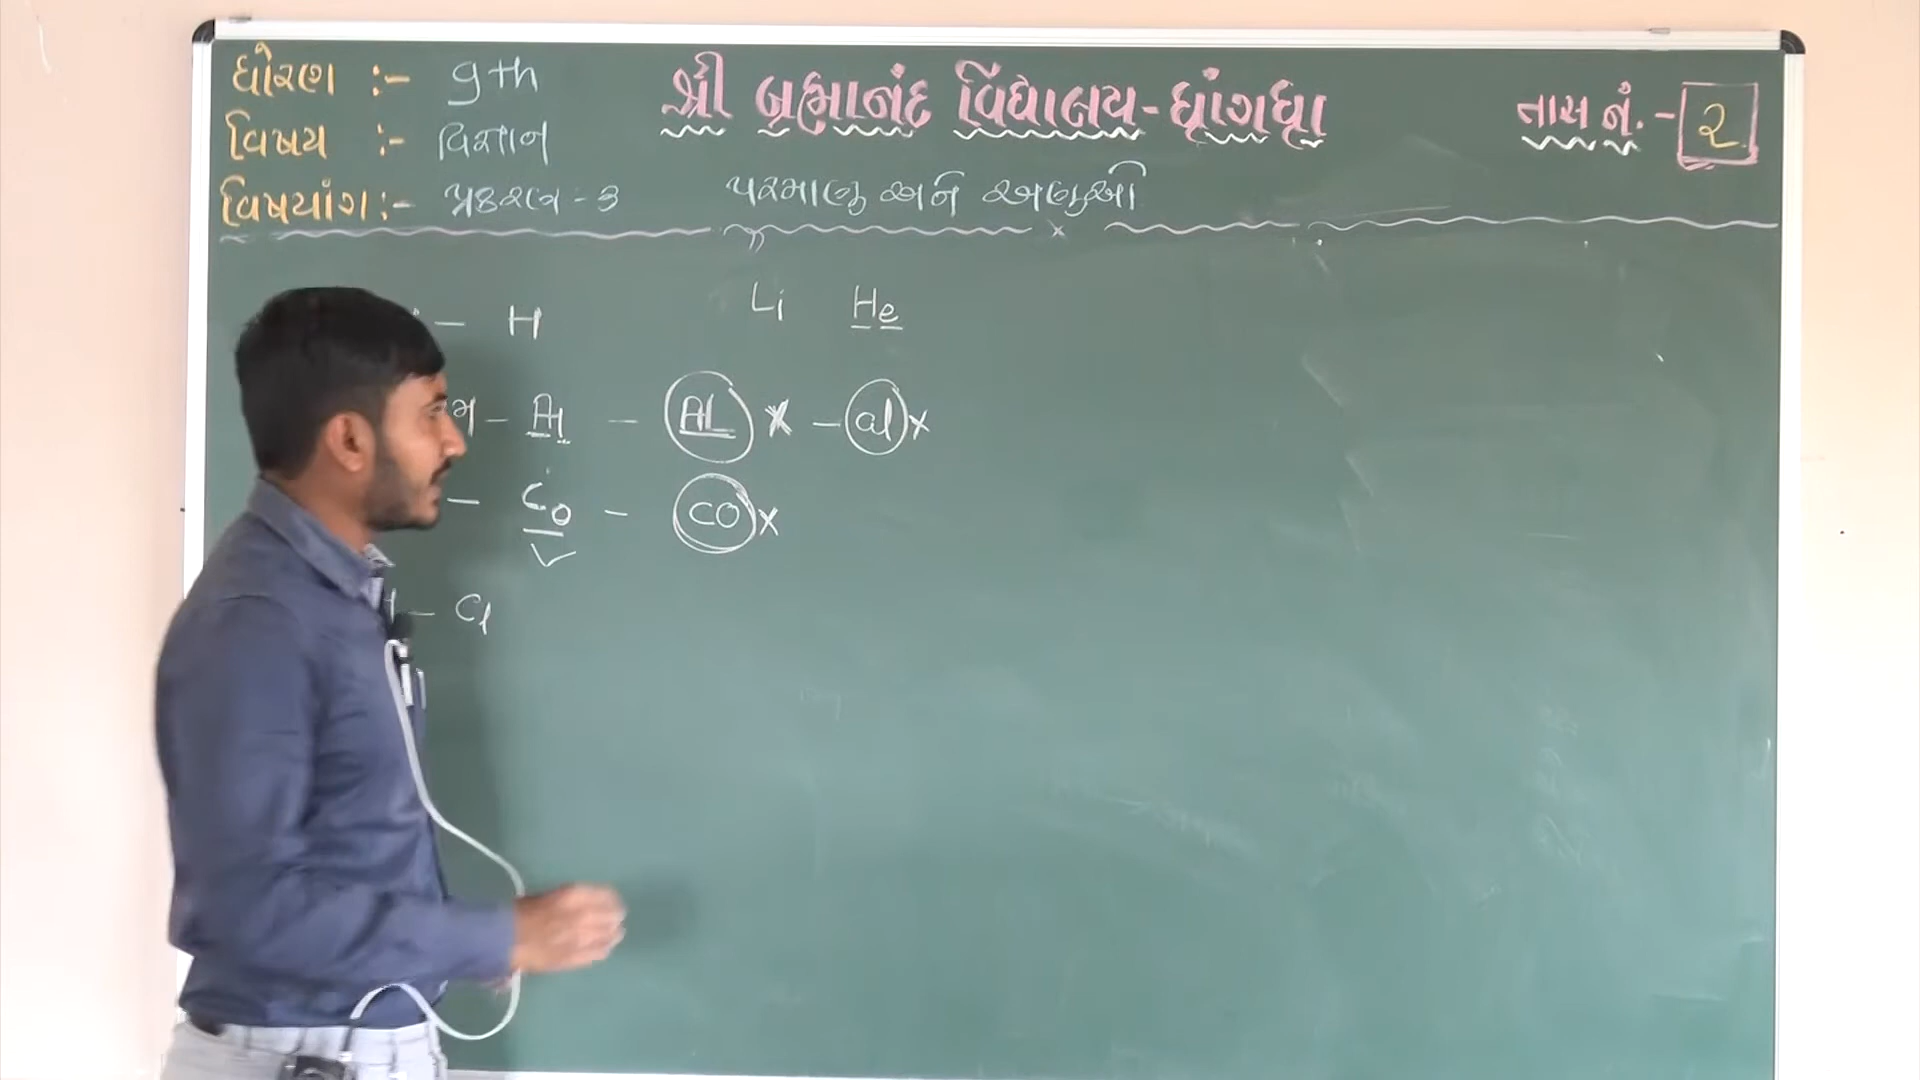 ધોરણ :- 9th
શ્રી બ્રહ્માનંદ વિદ્યાલય - ધ્રાંગધ્રા
તાસ નં. - ૨
વિષય :- વિજ્ઞાન
વિષયાંગ :- પ્રકરણ - 3 પરમાણુ અને અણુઓ
Li He
- H
મ - Al - AL x - al x
- Co - CO x
ન - Cl